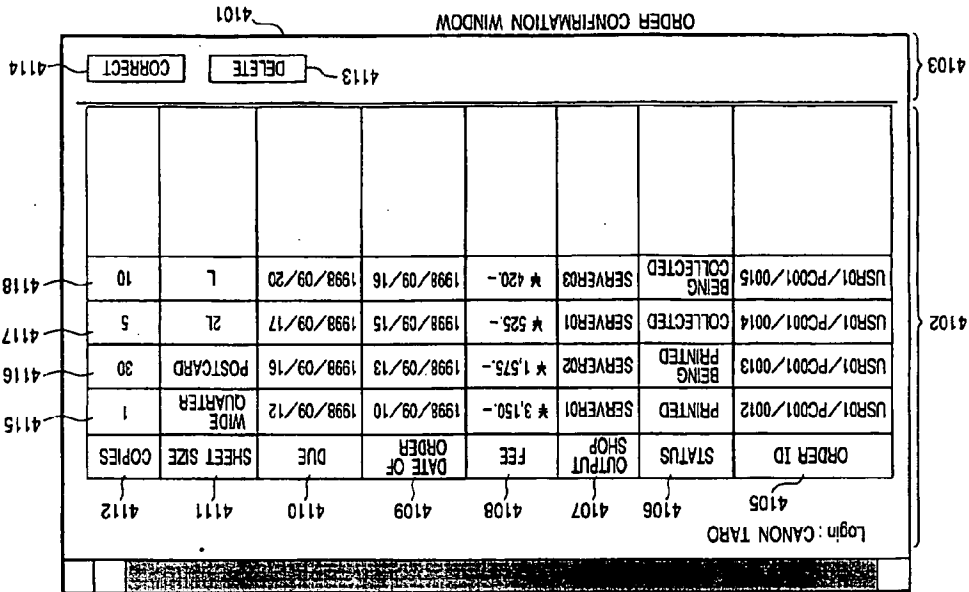 Login : CANON TARO
4105 4106 4107 4108 4109 4110 4111 4112
ORDER ID STATUS OUTPUT SHOP FEE DATE OF ORDER DUE SHEET SIZE COPIES
USR01/PC001/0012 PRINTED SERVER01 ¥ 3,150.- 1998/09/10 1998/09/12 WIDE QUARTER 1 4115
USR01/PC001/0013 BEING PRINTED SERVER02 ¥ 1,575.- 1998/09/13 1998/09/16 POSTCARD 30 4116
USR01/PC001/0014 COLLECTED SERVER01 ¥ 525.- 1998/09/15 1998/09/17 2L 5 4117
USR01/PC001/0015 BEING COLLECTED SERVER03 ¥ 420.- 1998/09/16 1998/09/20 L 10 4118
4102
4103 4113 DELETE CORRECT 4114
ORDER CONFIRMATION WINDOW 4101